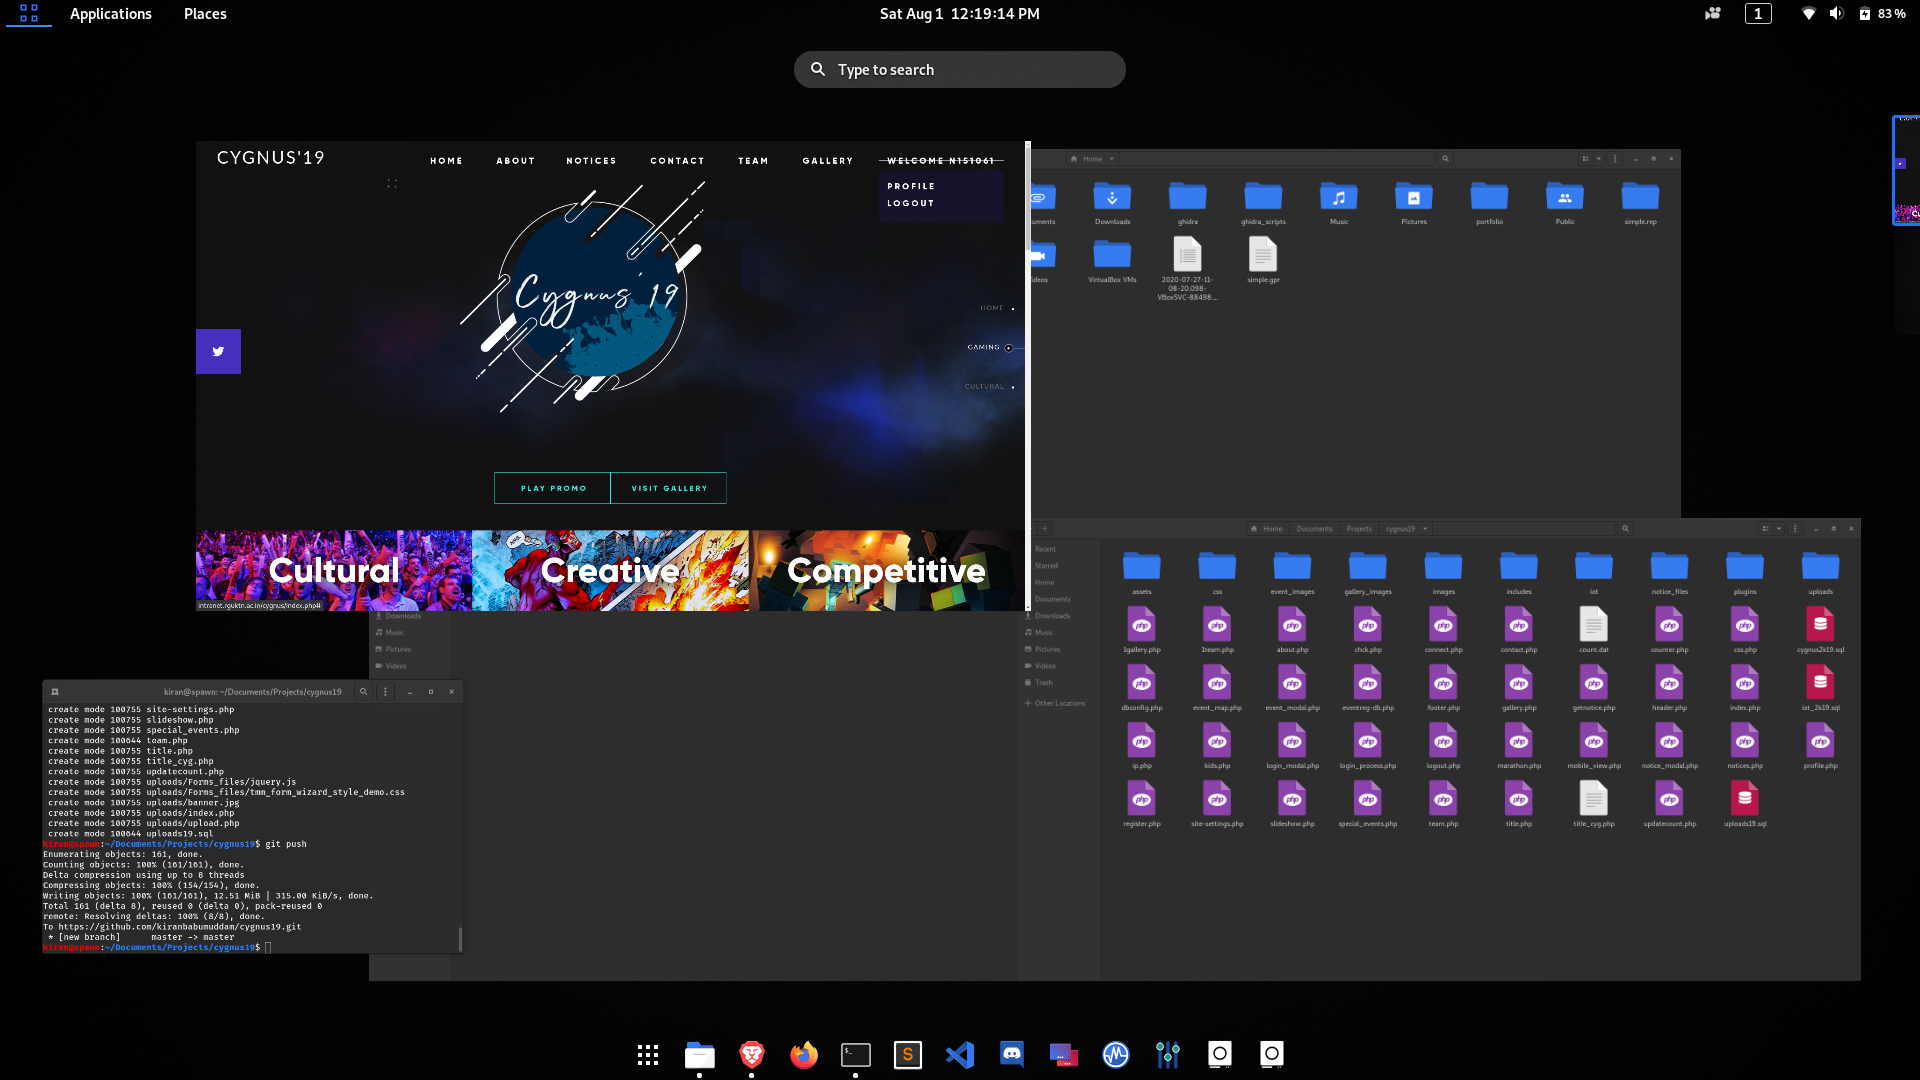 Applications Places Sat Aug 1 12:19:14 PM 1 83 %
Type to search
CYGNUS'19 HOME ABOUT NOTICES CONTACT TEAM GALLERY WELCOME N151061
PROFILE
LOGOUT
Cygnus'19
HOME
GAMING
CULTURAL
PLAY PROMO VISIT GALLERY
Cultural Creative Competitive
intranet.rguktn.ac.in/cygnus/index.php#
Home
uments Downloads ghidra ghidra_scripts Music Pictures portfolio Public simple.rep
ideos VirtualBox VMs 2020-07-27-11-08-20.098-VBoxSVC-88498... simple.gpr
Downloads
Music
Pictures
Videos
Home Documents Projects cygnus19
Recent
Starred
Home
Documents
Downloads
Music
Pictures
Videos
Trash
Other Locations
assets css event_images gallery_images images includes iot notice_files plugins uploads
1gallery.php 1team.php about.php chck.php connect.php contact.php count.dat counter.php css.php cygnus2k19.sql
dbconfig.php event_map.php event_modal.php eventreg-db.php footer.php gallery.php getnotice.php header.php index.php iot_2k19.sql
ip.php kids.php login_modal.php login_process.php logout.php marathon.php mobile_view.php notice_modal.php notices.php profile.php
register.php site-settings.php slideshow.php special_events.php team.php title.php title_cyg.php updatecount.php uploads19.sql
kiran@spawn: ~/Documents/Projects/cygnus19
create mode 100755 site-settings.php
create mode 100755 slideshow.php
create mode 100755 special_events.php
create mode 100644 team.php
create mode 100755 title.php
create mode 100755 title_cyg.php
create mode 100755 updatecount.php
create mode 100755 uploads/Forms_files/jquery.js
create mode 100755 uploads/Forms_files/tmm_form_wizard_style_demo.css
create mode 100755 uploads/banner.jpg
create mode 100755 uploads/index.php
create mode 100755 uploads/upload.php
create mode 100644 uploads19.sql
kiran@spawn:~/Documents/Projects/cygnus19$ git push
Enumerating objects: 161, done.
Counting objects: 100% (161/161), done.
Delta compression using up to 8 threads
Compressing objects: 100% (154/154), done.
Writing objects: 100% (161/161), 12.51 MiB | 315.00 KiB/s, done.
Total 161 (delta 8), reused 0 (delta 0), pack-reused 0
remote: Resolving deltas: 100% (8/8), done.
To https://github.com/kiranbabumuddam/cygnus19.git
* [new branch] master -> master
kiran@spawn:~/Documents/Projects/cygnus19$